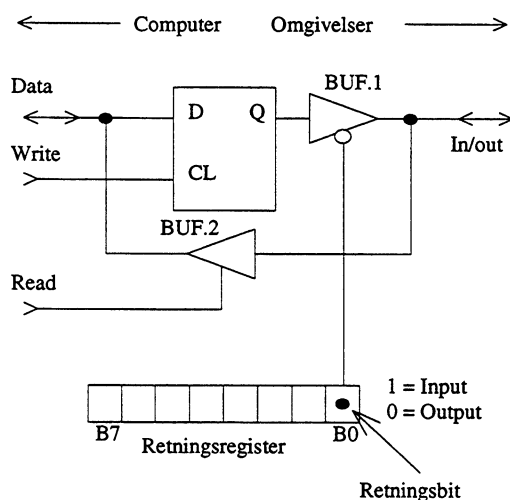 Computer Omgivelser
BUF.1
Data
D Q
In/out
Write
CL
BUF.2
Read
1 = Input
0 = Output
B7 B0
Retningsregister
Retningsbit